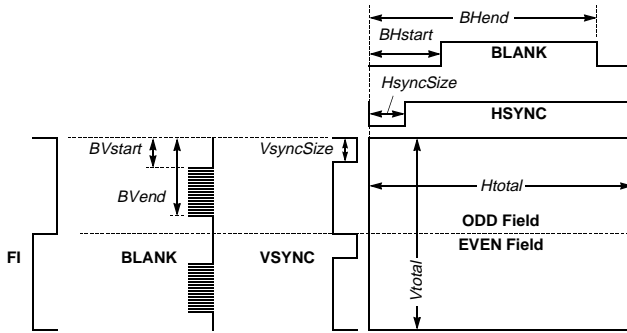 BHend
BHstart
BLANK
HsyncSize
HSYNC
BVstart
VsyncSize
BVend
Htotal
ODD Field
FI
BLANK
VSYNC
EVEN Field
Vtotal